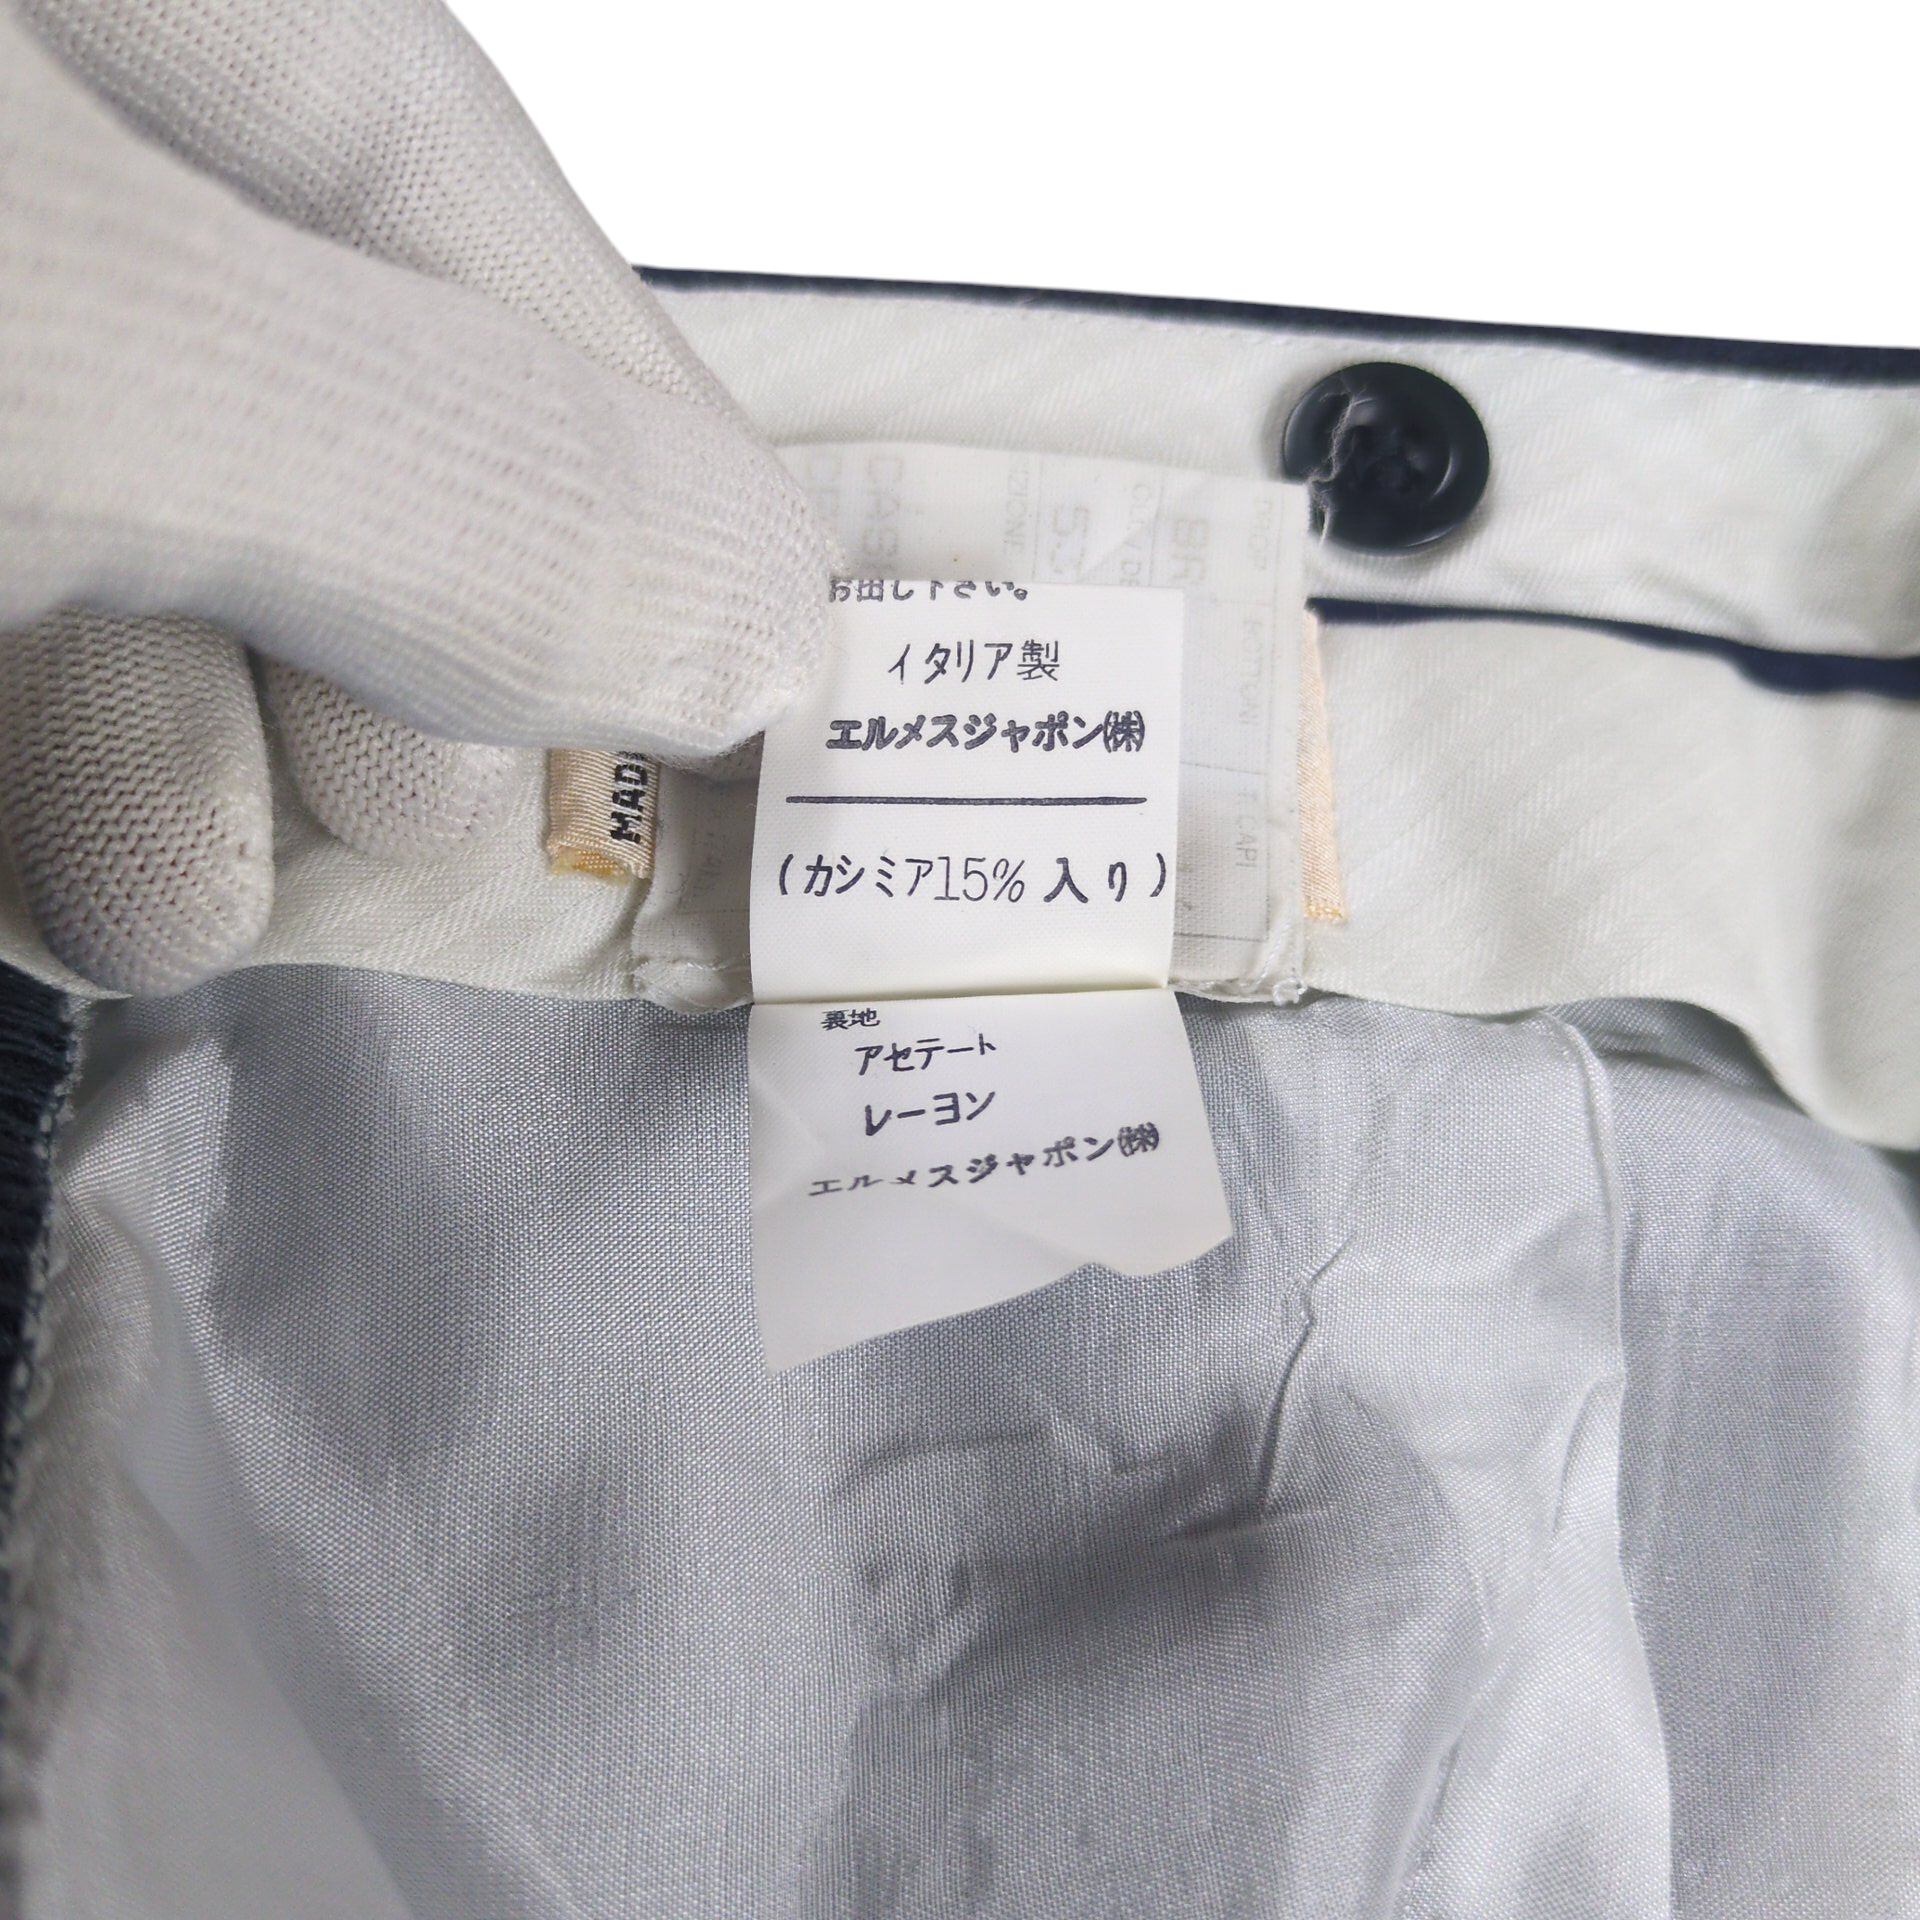 お出し下さい。
イタリア製
エルメスジャポン㈱
(カシミア15%入り)
裏地
アセテート
レーヨン
エルメスジャポン㈱
MAD